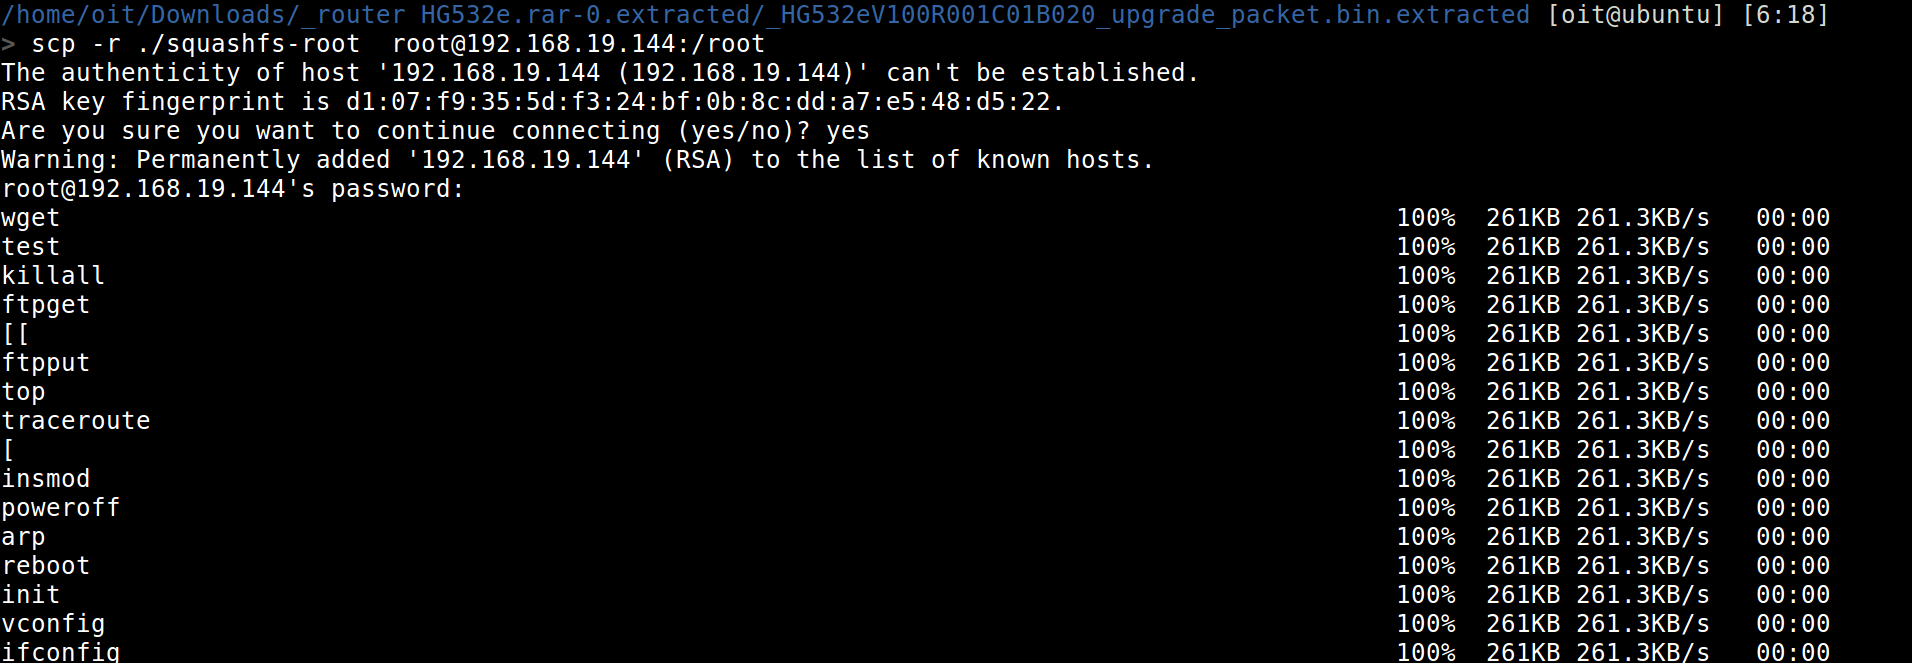 /home/oit/Downloads/_router HG532e.rar-0.extracted/_HG532eV100R001C01B020_upgrade_packet.bin.extracted [oit@ubuntu] [6:18]
> scp -r ./squashfs-root  root@192.168.19.144:/root
The authenticity of host '192.168.19.144 (192.168.19.144)' can't be established.
RSA key fingerprint is d1:07:f9:35:5d:f3:24:bf:0b:8c:dd:a7:e5:48:d5:22.
Are you sure you want to continue connecting (yes/no)? yes
Warning: Permanently added '192.168.19.144' (RSA) to the list of known hosts.
root@192.168.19.144's password:
wget 100% 261KB 261.3KB/s 00:00
test 100% 261KB 261.3KB/s 00:00
killall 100% 261KB 261.3KB/s 00:00
ftpget 100% 261KB 261.3KB/s 00:00
[[ 100% 261KB 261.3KB/s 00:00
ftpput 100% 261KB 261.3KB/s 00:00
top 100% 261KB 261.3KB/s 00:00
traceroute 100% 261KB 261.3KB/s 00:00
[ 100% 261KB 261.3KB/s 00:00
insmod 100% 261KB 261.3KB/s 00:00
poweroff 100% 261KB 261.3KB/s 00:00
arp 100% 261KB 261.3KB/s 00:00
reboot 100% 261KB 261.3KB/s 00:00
init 100% 261KB 261.3KB/s 00:00
vconfig 100% 261KB 261.3KB/s 00:00
ifconfig 100% 261KB 261.3KB/s 00:00